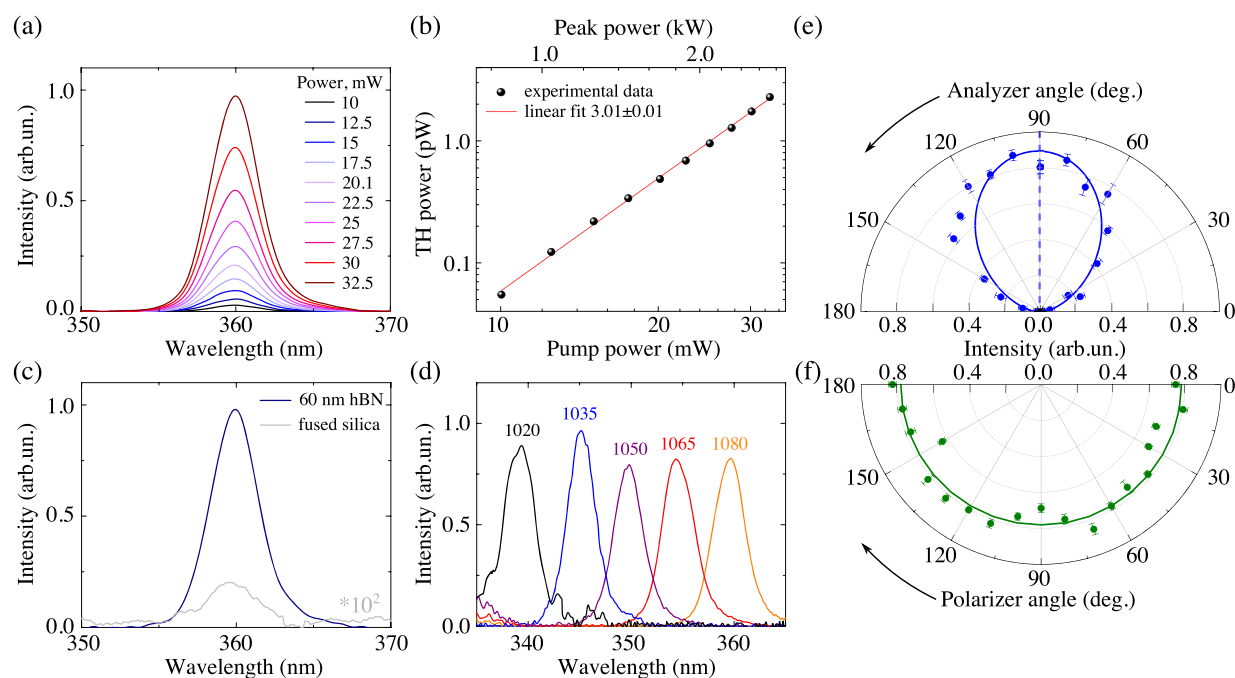 (a)
1.0
0.5
0.0
Intensity (arb.un.)
350
360
370
Wavelength (nm)
Power, mW
10
12.5
15
17.5
20.1
22.5
25
27.5
30
32.5
(b)
Peak power (kW)
1.0
2.0
experimental data
linear fit 3.01±0.01
1.0
0.1
TH power (pW)
10
20
30
Pump power (mW)
(e)
Analyzer angle (deg.)
90
120
60
150
30
180
0
0.8
0.4
0.0
0.4
0.8
Intensity (arb.un.)
(c)
1.0
0.5
0.0
Intensity (arb.un.)
60 nm hBN
fused silica
*10²
350
360
370
Wavelength (nm)
(d)
1.0
0.5
0.0
Intensity (arb.un.)
1020
1035
1050
1065
1080
340
350
360
Wavelength (nm)
(f)
180
0.8
0.4
0.0
0.4
0.8
0
150
30
120
60
90
Polarizer angle (deg.)